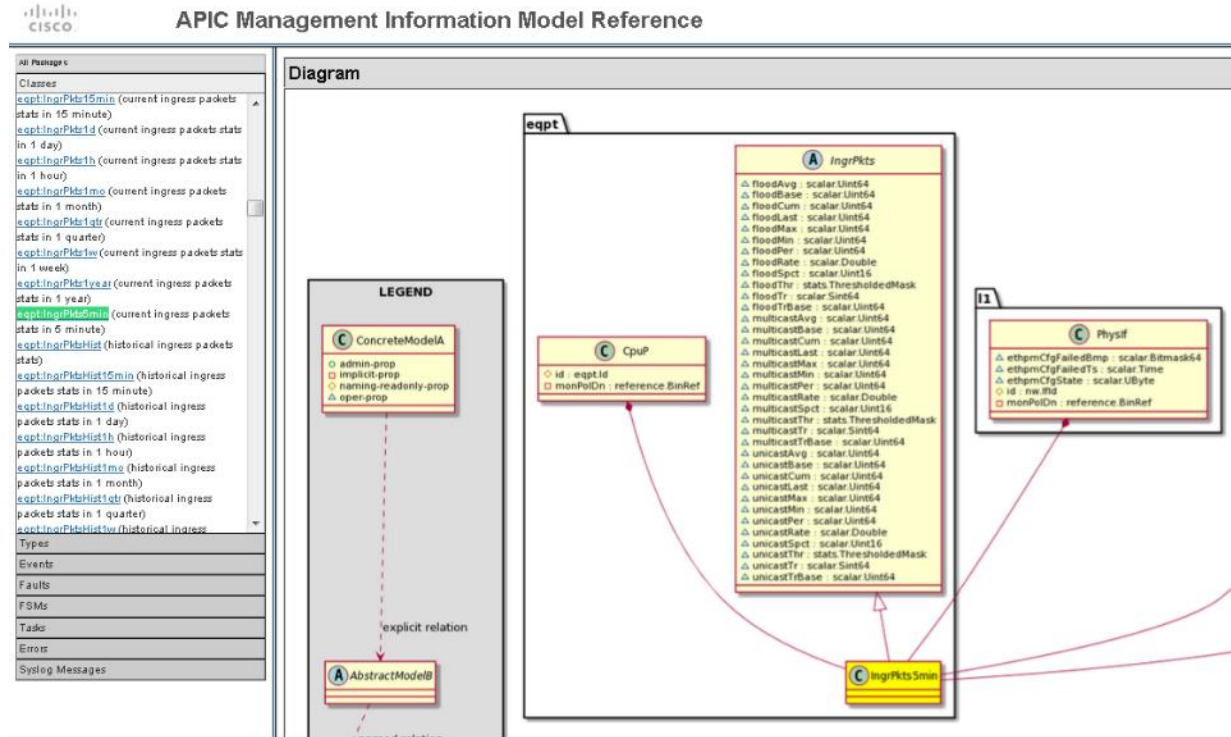 CISCO
APIC Management Information Model Reference
All Packages
Classes
eqpt:IngrPkts15min (current ingress packets
stats in 15 minute)
eqpt:IngrPkts1d (current ingress packets stats
in 1 day)
eqpt:IngrPkts1h (current ingress packets stats
in 1 hour)
eqpt:IngrPkts1mo (current ingress packets
stats in 1 month)
eqpt:IngrPkts1qtr (current ingress packets
stats in 1 quarter)
eqpt:IngrPkts1w (current ingress packets stats
in 1 week)
eqpt:IngrPkts1year (current ingress packets
stats in 1 year)
eqpt:IngrPkts5min (current ingress packets
stats in 5 minute)
eqpt:IngrPktsHist (historical ingress packets
stats)
eqpt:IngrPktsHist15min (historical ingress
packets stats in 15 minute)
eqpt:IngrPktsHist1d (historical ingress
packets stats in 1 day)
eqpt:IngrPktsHist1h (historical ingress
packets stats in 1 hour)
eqpt:IngrPktsHist1mo (historical ingress
packets stats in 1 month)
eqpt:IngrPktsHist1qtr (historical ingress
packets stats in 1 quarter)
eqpt:IngrPktsHist1w (historical ingress
Types
Events
Faults
FSMs
Tasks
Errors
Syslog Messages
Diagram
LEGEND
C ConcreteModelA
admin-prop
implicit-prop
naming-readonly-prop
oper-prop
explicit relation
A AbstractModelB
eqpt
C CpuP
id : eqpt.Id
monPolDn : reference.BinRef
A IngrPkts
floodAvg : scalar.Uint64
floodBase : scalar.Uint64
floodCum : scalar.Uint64
floodLast : scalar.Uint64
floodMax : scalar.Uint64
floodMin : scalar.Uint64
floodPer : scalar.Uint64
floodRate : scalar.Double
floodSpct : scalar.Uint16
floodThr : stats.ThresholdedMask
floodTr : scalar.Sint64
floodTrBase : scalar.Uint64
multicastAvg : scalar.Uint64
multicastBase : scalar.Uint64
multicastCum : scalar.Uint64
multicastLast : scalar.Uint64
multicastMax : scalar.Uint64
multicastMin : scalar.Uint64
multicastPer : scalar.Uint64
multicastRate : scalar.Double
multicastSpct : scalar.Uint16
multicastThr : stats.ThresholdedMask
multicastTr : scalar.Sint64
multicastTrBase : scalar.Uint64
unicastAvg : scalar.Uint64
unicastBase : scalar.Uint64
unicastCum : scalar.Uint64
unicastLast : scalar.Uint64
unicastMax : scalar.Uint64
unicastMin : scalar.Uint64
unicastPer : scalar.Uint64
unicastRate : scalar.Double
unicastSpct : scalar.Uint16
unicastThr : stats.ThresholdedMask
unicastTr : scalar.Sint64
unicastTrBase : scalar.Uint64
C IngrPkts5min
l1
C PhysIf
ethpmCfgFailedBmp : scalar.Bitmask64
ethpmCfgFailedTs : scalar.Time
ethpmCfgState : scalar.UByte
id : nw.IfId
monPolDn : reference.BinRef